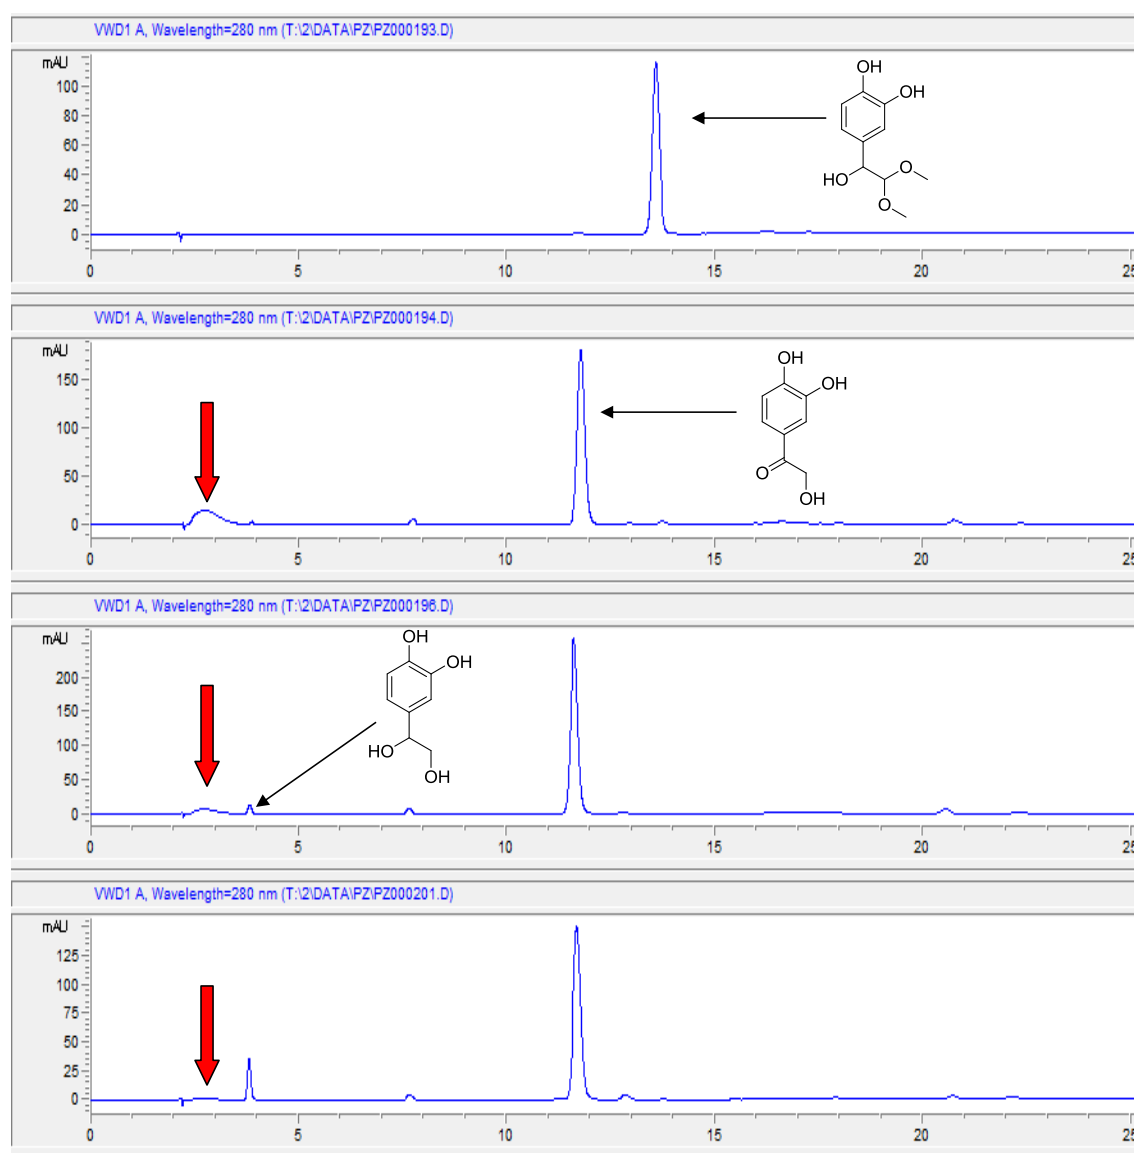 VWD1 A, Wavelength=280 nm (T:\2\DATA\PZ\PZ000193.D)
mAU
100
80
60
40
20
0
OH
OH
HO
O
O
0 5 10 15 20 25
VWD1 A, Wavelength=280 nm (T:\2\DATA\PZ\PZ000194.D)
mAU
150
100
50
0
OH
OH
O
OH
0 5 10 15 20 25
VWD1 A, Wavelength=280 nm (T:\2\DATA\PZ\PZ000196.D)
mAU
200
150
100
50
0
OH
OH
HO
OH
0 5 10 15 20 25
VWD1 A, Wavelength=280 nm (T:\2\DATA\PZ\PZ000201.D)
mAU
125
100
75
50
25
0
0 5 10 15 20 25